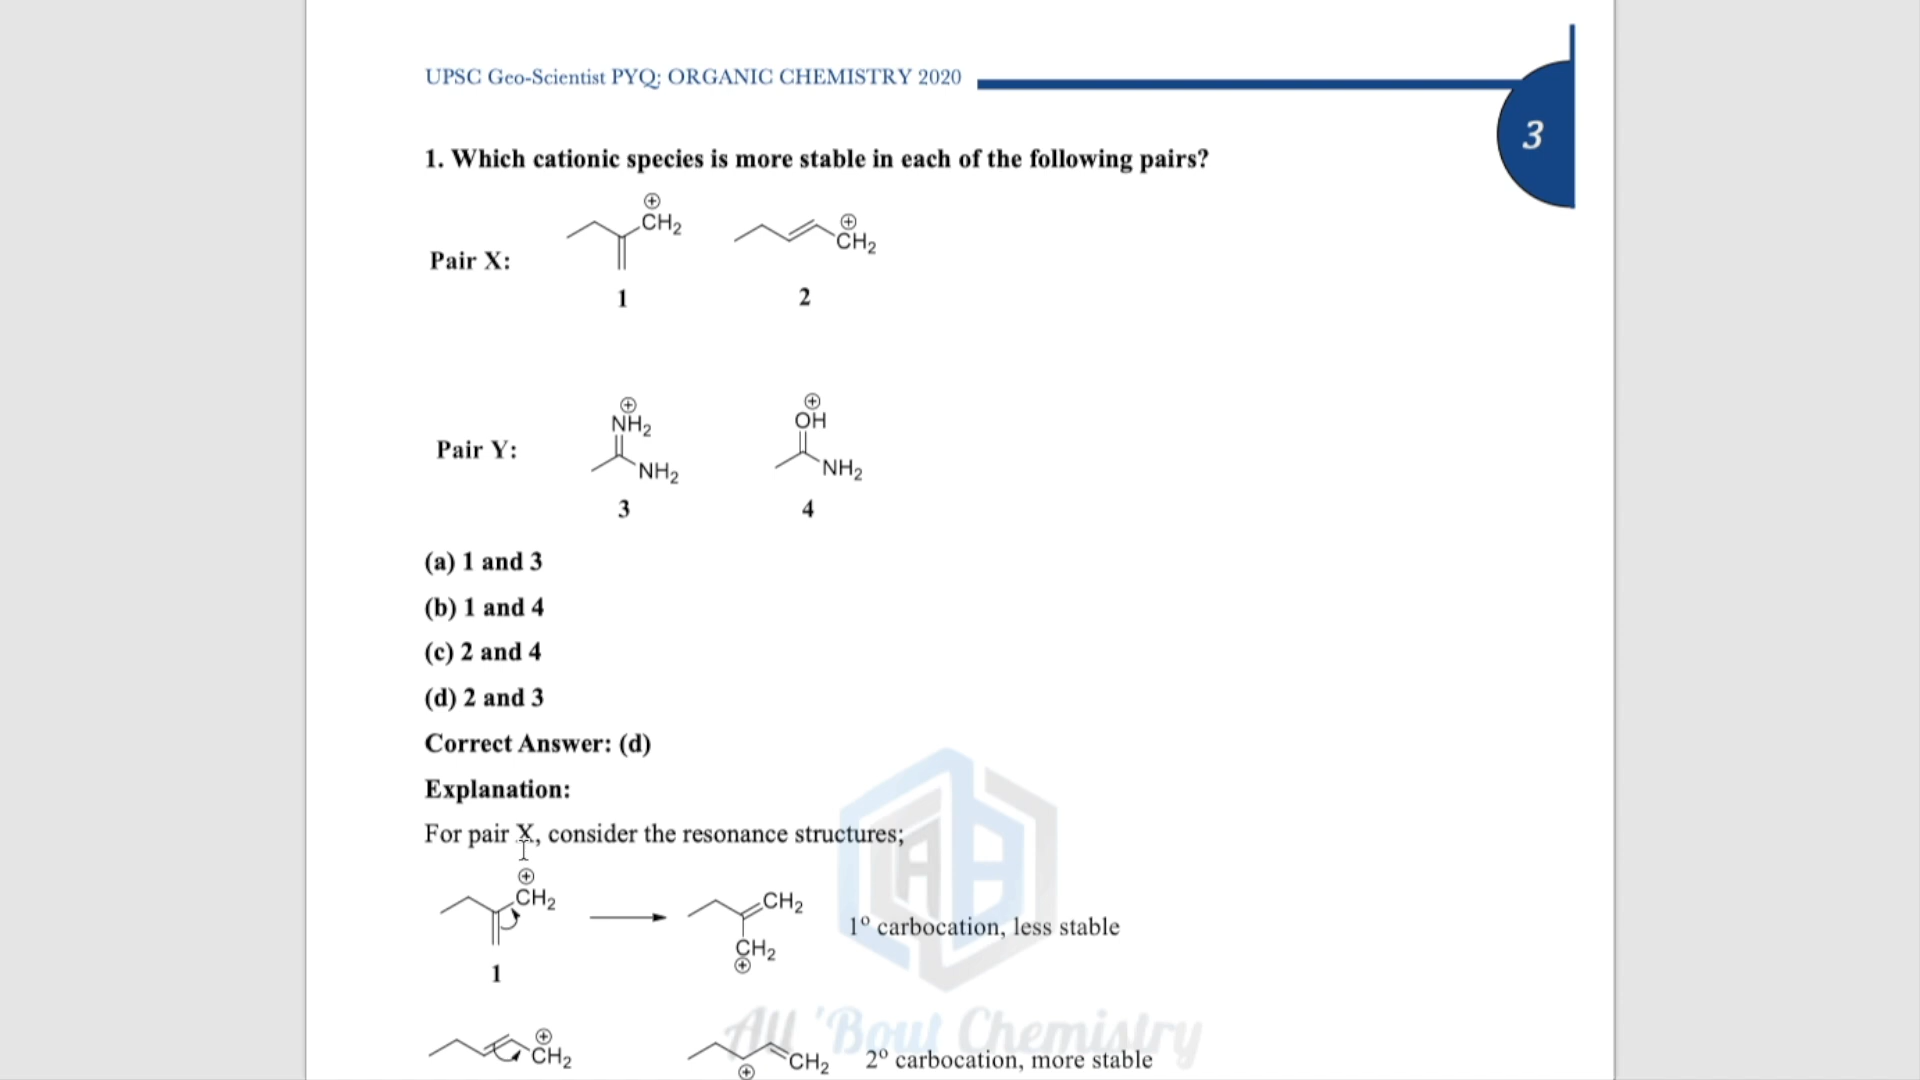 UPSC Geo-Scientist PYQ; ORGANIC CHEMISTRY 2020
3
1. Which cationic species is more stable in each of the following pairs?
⊕ ⊕
CH2 CH2
Pair X:
1 2
⊕ ⊕
NH2 OH
Pair Y:
NH2 NH2
3 4
(a) 1 and 3
(b) 1 and 4
(c) 2 and 4
(d) 2 and 3
Correct Answer: (d)
Explanation:
For pair X, consider the resonance structures;
⊕
CH2 CH2
1° carbocation, less stable
CH2
⊕
1
All 'Bout Chemistry
⊕
CH2 CH2 2° carbocation, more stable
⊕
AB